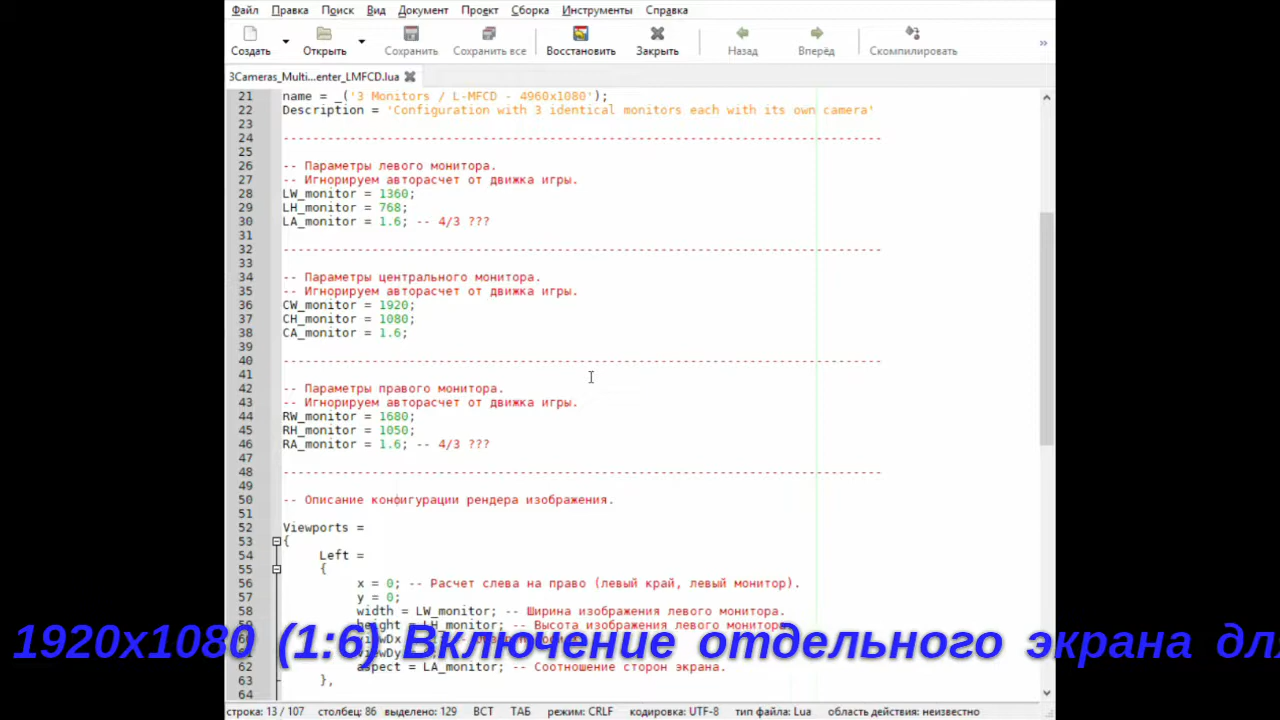 Файл Правка Поиск Вид Документ Проект Сборка Инструменты Справка
Создать Открыть Сохранить Сохранить все Восстановить Закрыть Назад Вперёд Скомпилировать »
3Cameras_Multi...enter_LMFCD.lua
21 name = _('3 Monitors / L-MFCD - 4960x1080');
22 Description = 'Configuration with 3 identical monitors each with its own camera'
23
24 ---------------------------------------------------------------------------------
25
26 -- Параметры левого монитора.
27 -- Игнорируем авторасчет от движка игры.
28 LW_monitor = 1360;
29 LH_monitor = 768;
30 LA_monitor = 1.6; -- 4/3 ???
31
32 ---------------------------------------------------------------------------------
33
34 -- Параметры центрального монитора.
35 -- Игнорируем авторасчет от движка игры.
36 CW_monitor = 1920;
37 CH_monitor = 1080;
38 CA_monitor = 1.6;
39
40 ---------------------------------------------------------------------------------
41
42 -- Параметры правого монитора.
43 -- Игнорируем авторасчет от движка игры.
44 RW_monitor = 1680;
45 RH_monitor = 1050;
46 RA_monitor = 1.6; -- 4/3 ???
47
48 ---------------------------------------------------------------------------------
49
50 -- Описание конфигурации рендера изображения.
51
52 Viewports =
53 {
54 Left =
55 {
56 x = 0; -- Расчет слева на право (левый край, левый монитор).
57 y = 0;
58 width = LW_monitor; -- Ширина изображения левого монитора.
height = LH_monitor; -- Высота изображения левого монитора
1920x1080 (1:6) Включение отдельного экрана
62 aspect = LA_monitor; -- Соотношение сторон экрана.
63 },
64
строка: 13 / 107 столбец: 86 выделено: 129 ВСТ ТАБ режим: CRLF кодировка: UTF-8 тип файла: Lua область действия: неизвестно